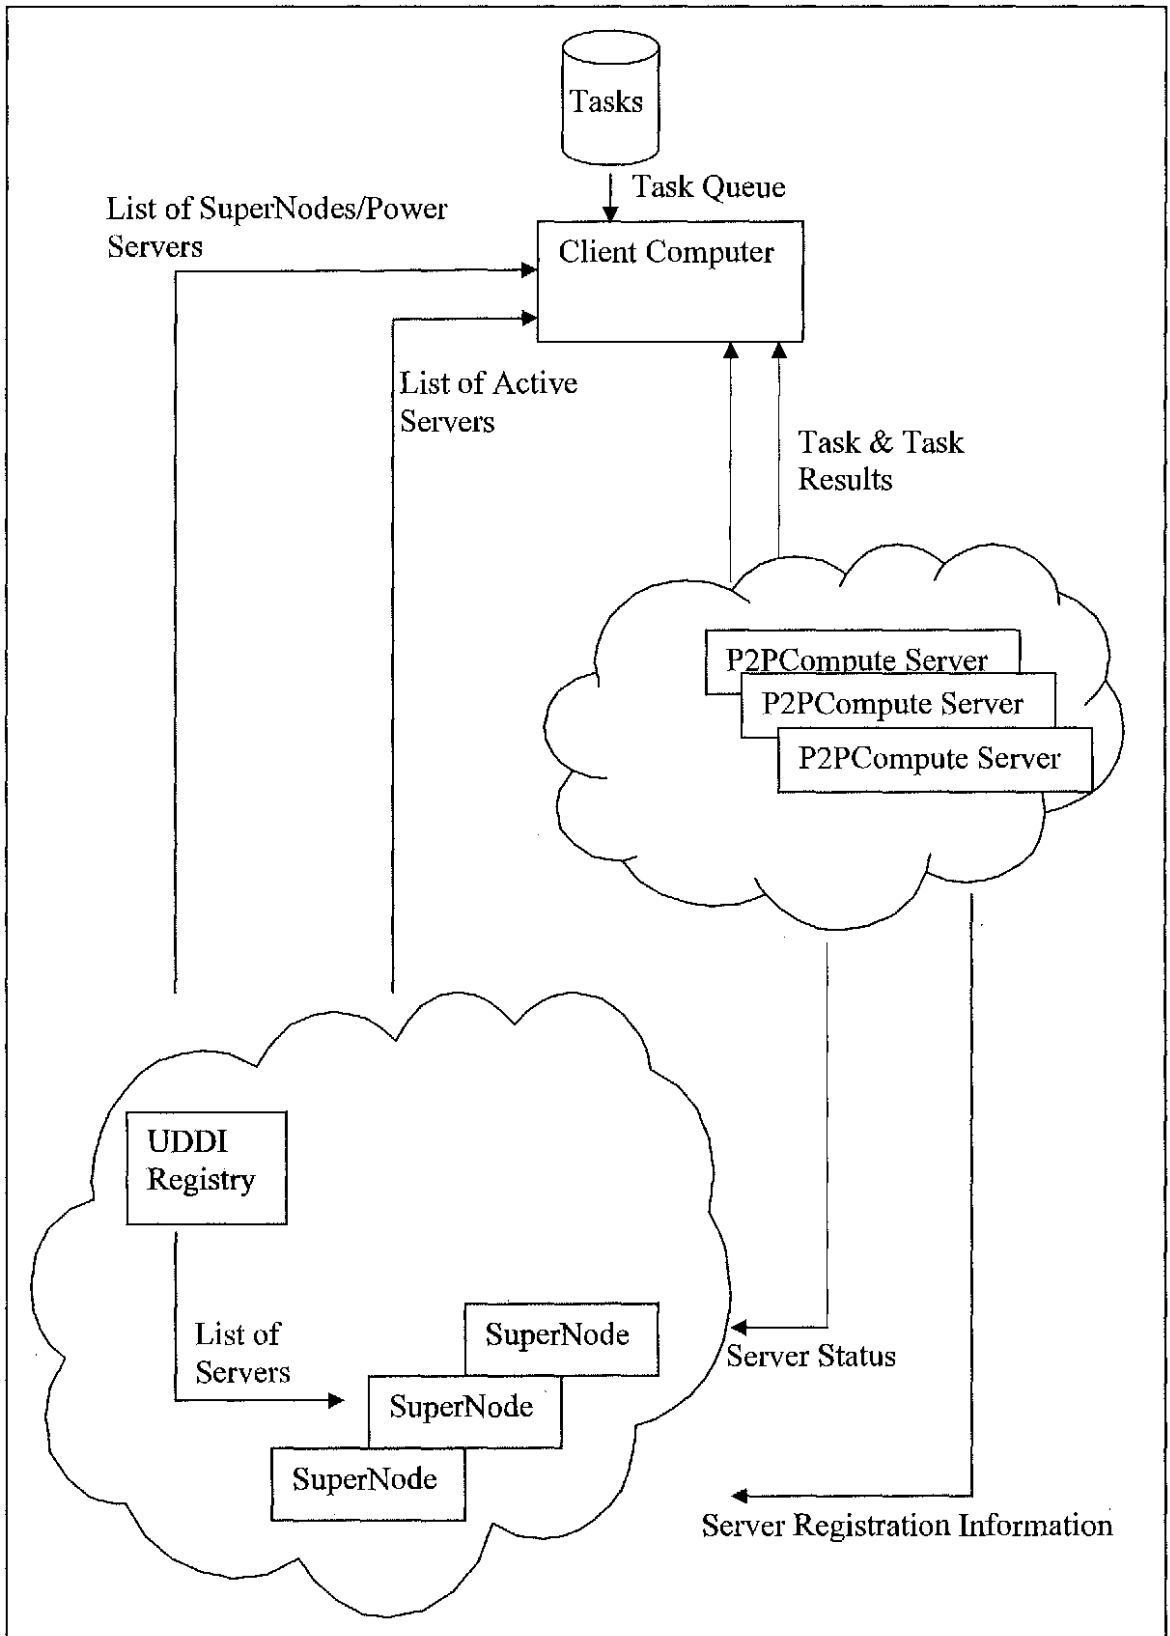 Tasks
Task Queue
List of SuperNodes/Power
Servers
Client Computer
List of Active
Servers
Task & Task
Results
P2PCompute Server
P2PCompute Server
P2PCompute Server
UDDI
Registry
List of
Servers
SuperNode
SuperNode
SuperNode
Server Status
Server Registration Information